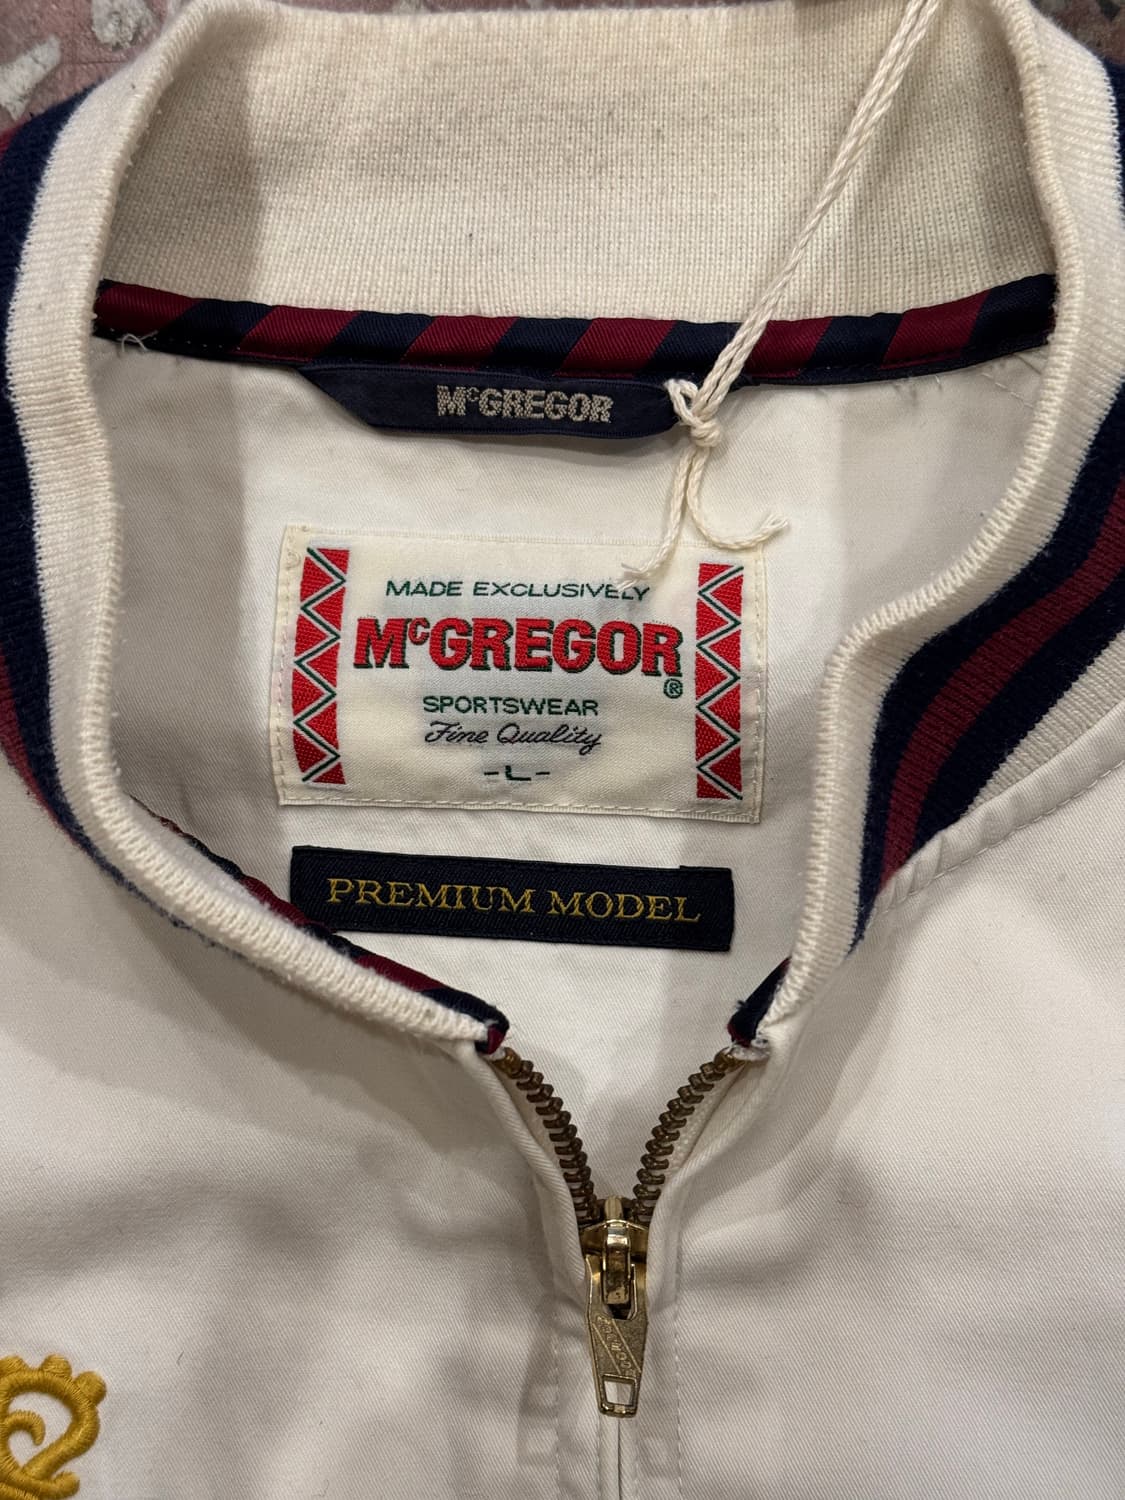 McGREGOR
MADE EXCLUSIVELY
McGREGOR®
SPORTSWEAR
Fine Quality
-L-
PREMIUM MODEL